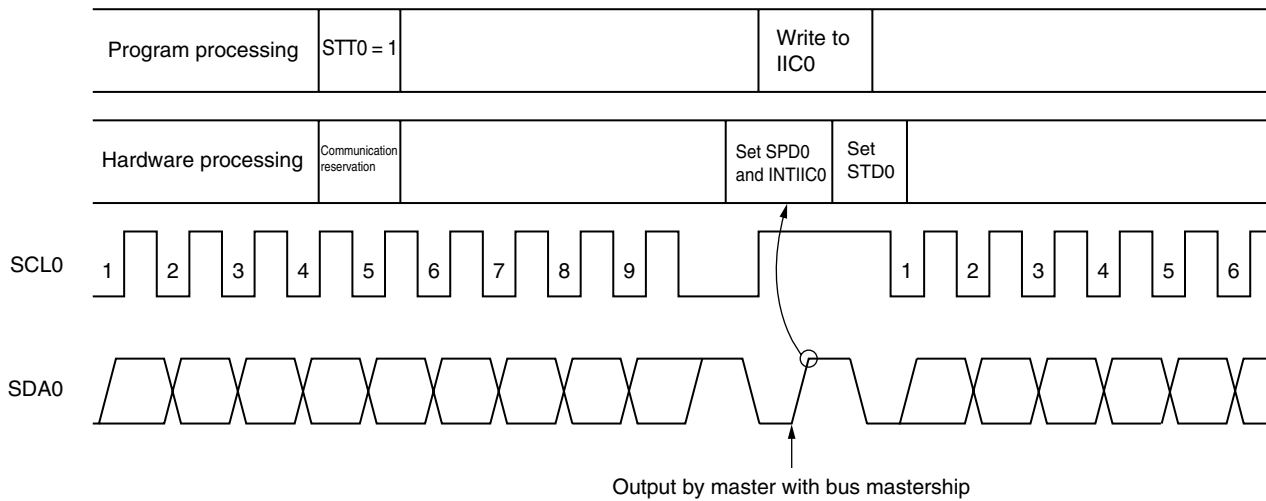 Program processing
STT0 = 1
Write to
IIC0
Hardware processing
Communication
reservation
Set SPD0
and INTIIC0
Set
STD0
SCL0
1 2 3 4 5 6 7 8 9 1 2 3 4 5 6
SDA0
Output by master with bus mastership